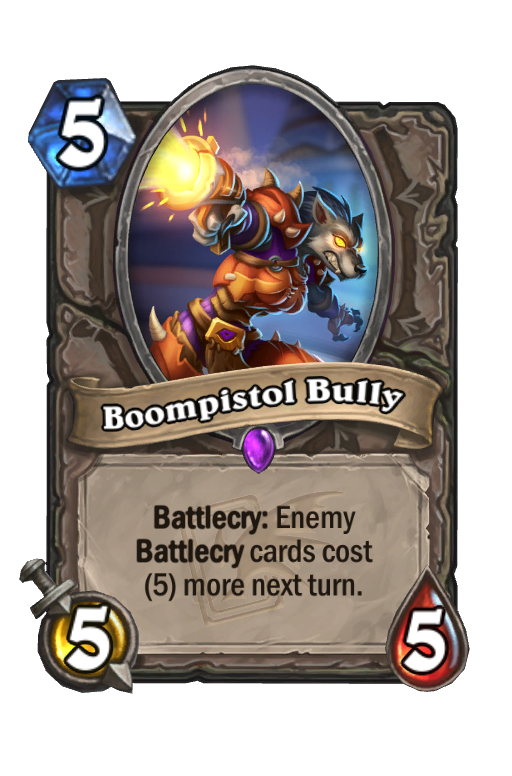 5
Boompistol Bully
Battlecry: Enemy
Battlecry cards cost
(5) more next turn.
5
5